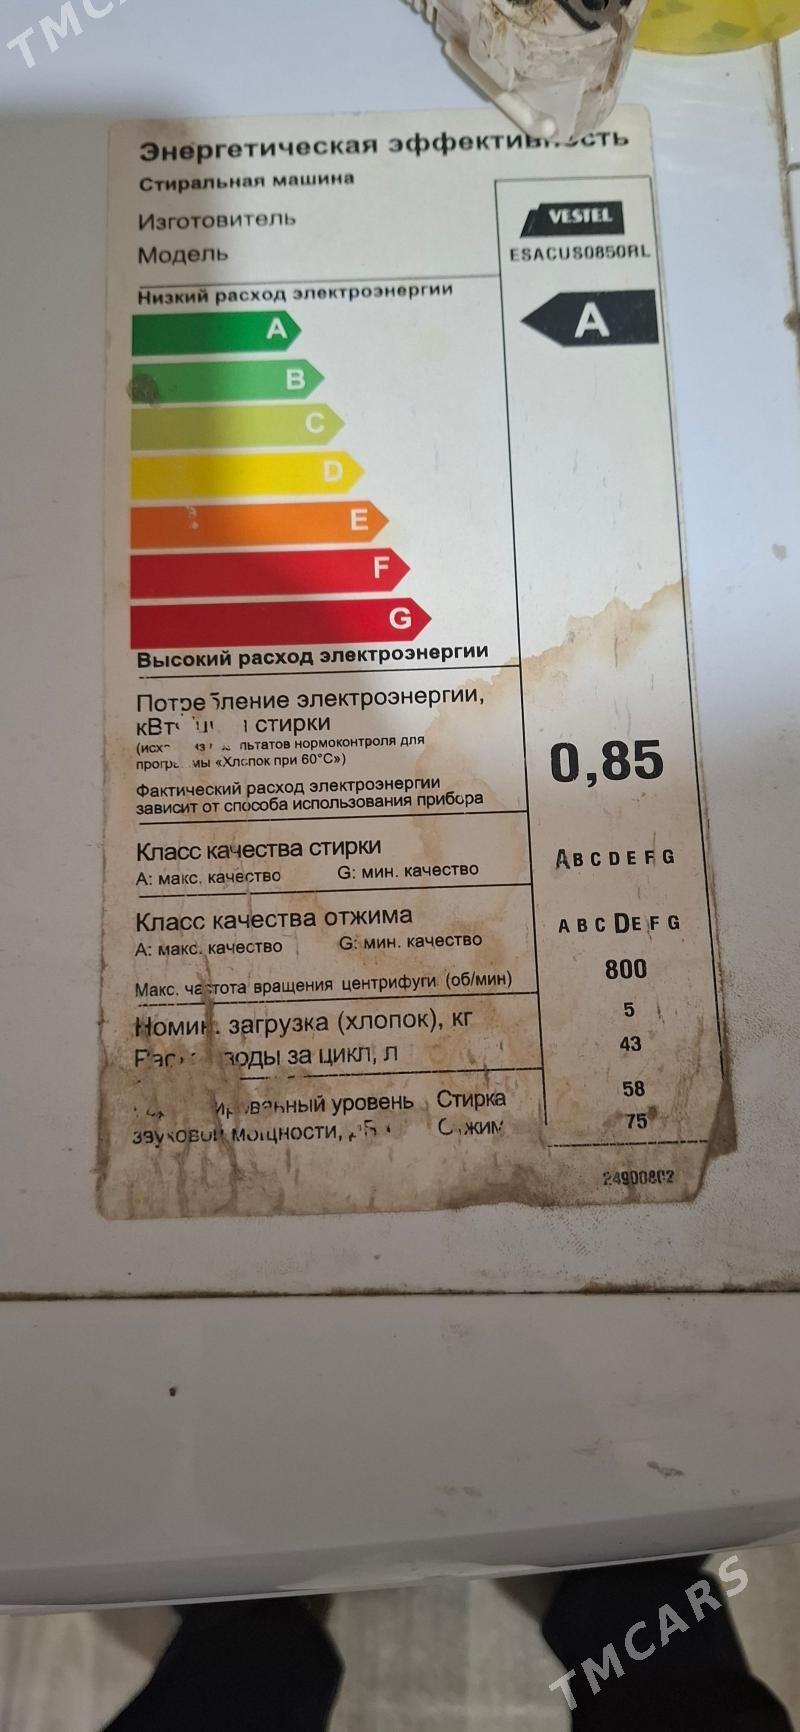 TMCARS
Энергетическая эффективность
Стиральная машина
Изготовитель
VESTEL
Модель
ESACUS0850RL
Низкий расход электроэнергии
A
A
B
C
D
E
F
G
Высокий расход электроэнергии
Потребление электроэнергии,
стирки
нормоконтроля для
«Хлопок при 60°C»)
0,85
Фактический расход электроэнергии
зависит от способа использования прибора
Класс качества стирки
A: макс. качество G: мин. качество
A B C D E F G
Класс качества отжима
A: макс. качество G: мин. качество
A B C D E F G
Макс. частота вращения центрифуги (об/мин)
800
Номин. загрузка (хлопок), кг
5
воды за цикл, л
43
уровень Стирка
58
звуковой мощности,
75
TMCARS